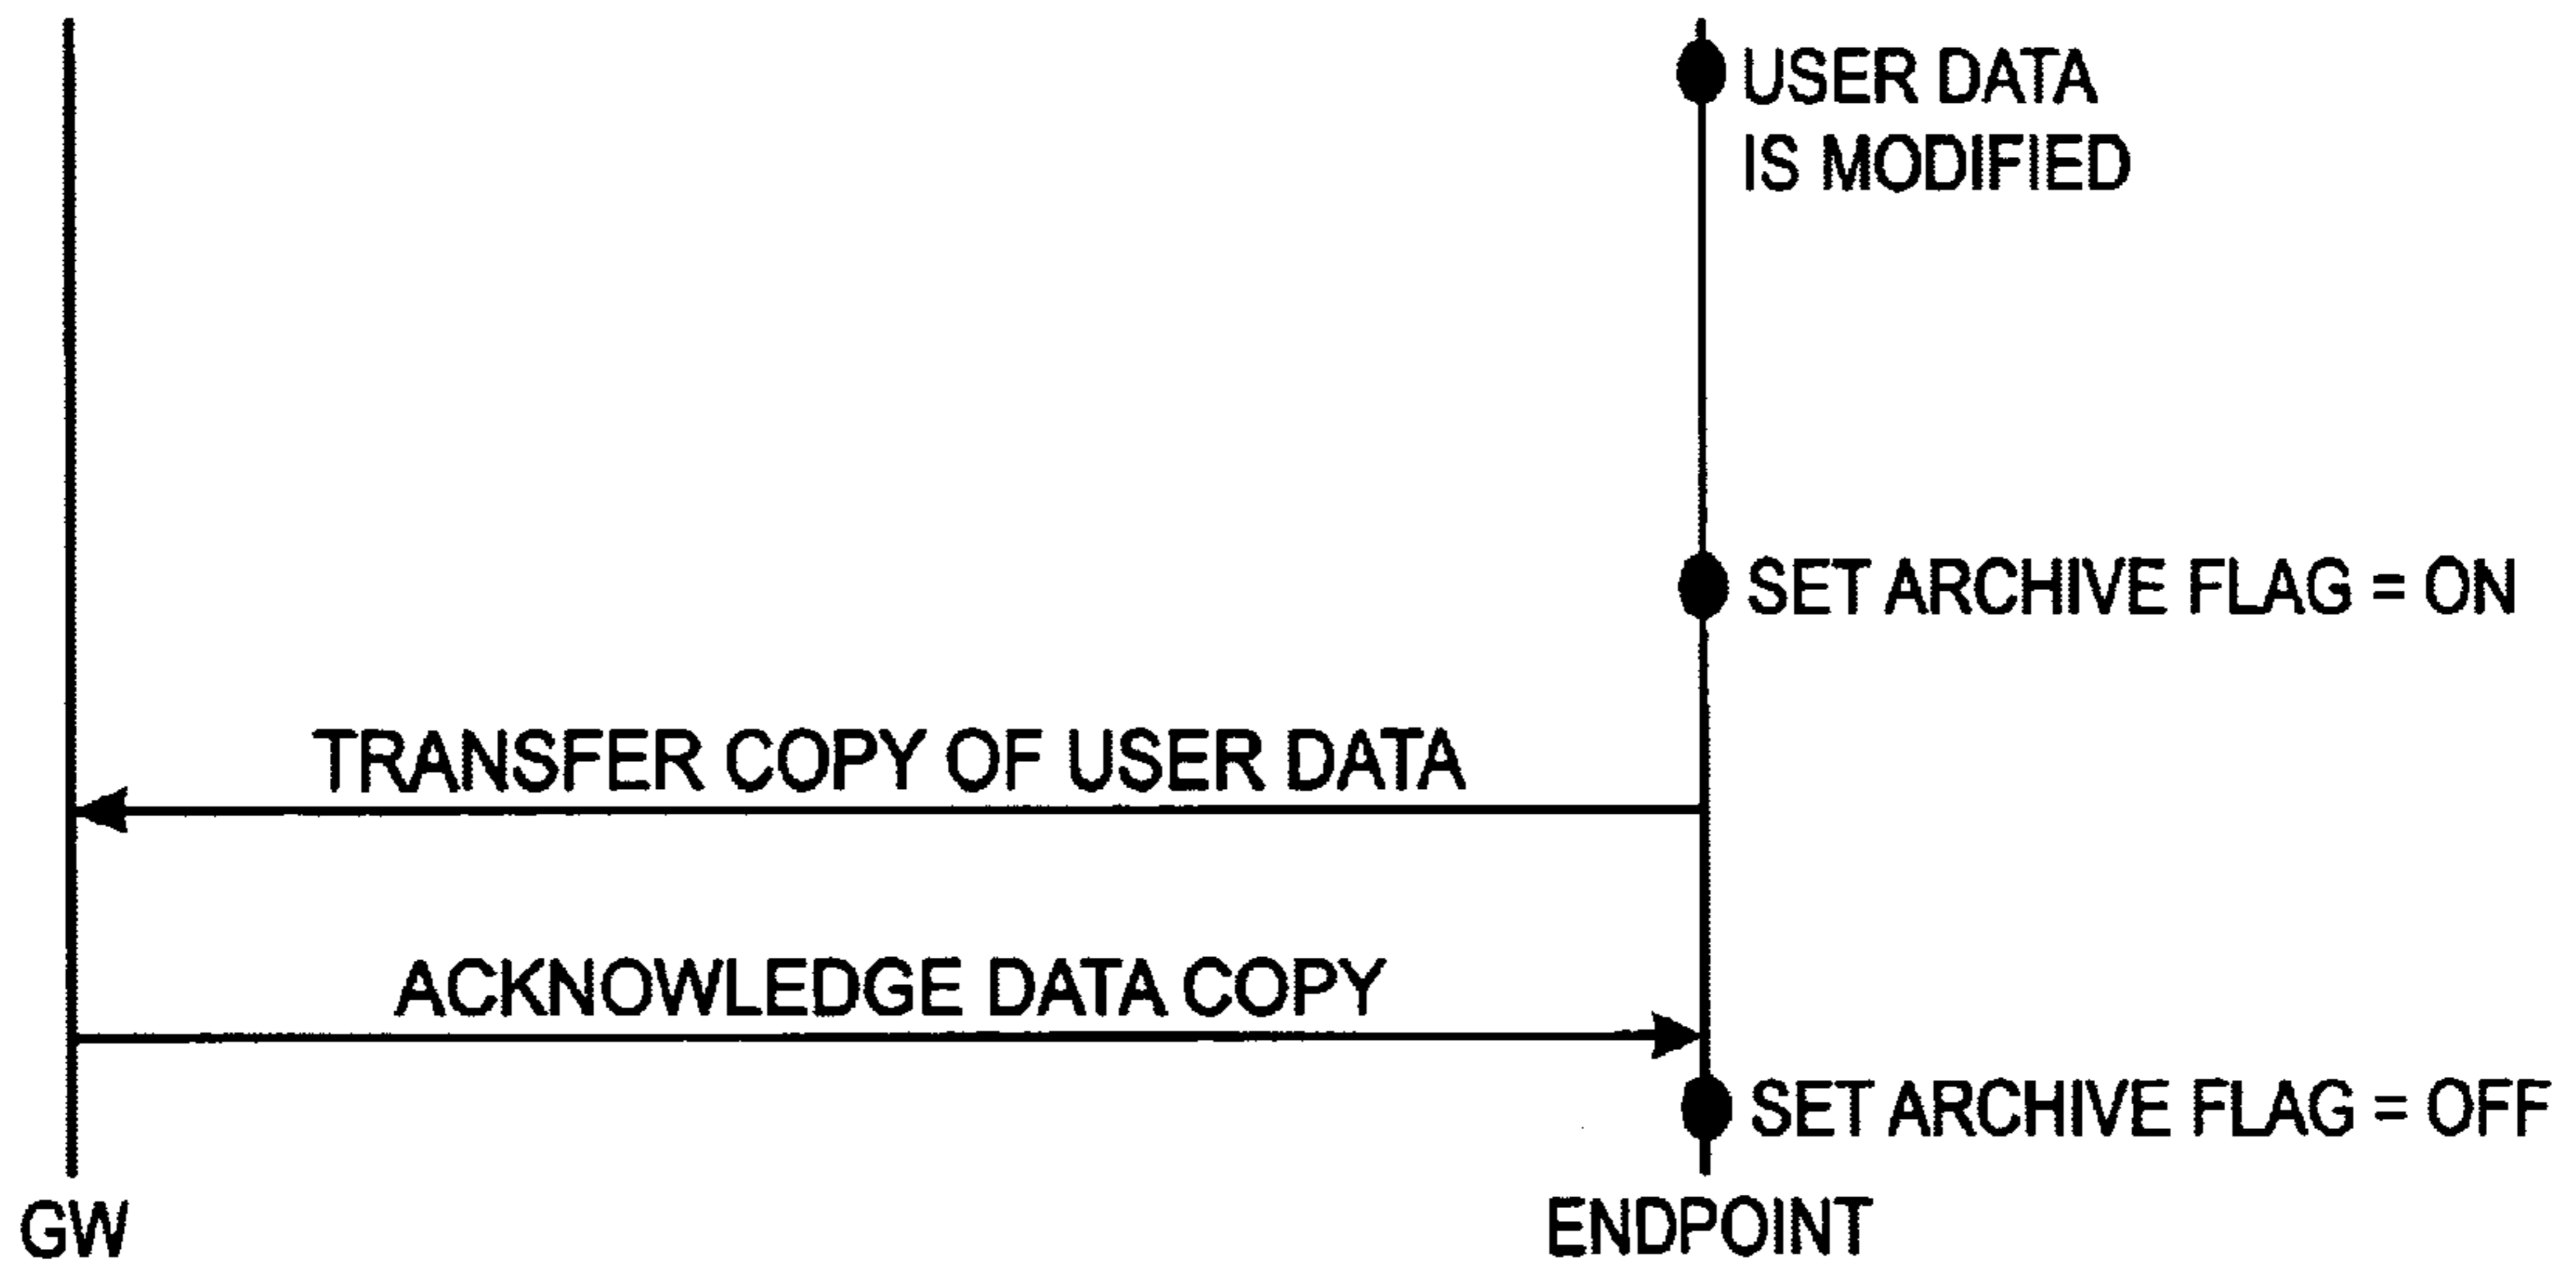 USER DATA
IS MODIFIED
SET ARCHIVE FLAG = ON
TRANSFER COPY OF USER DATA
ACKNOWLEDGE DATA COPY
SET ARCHIVE FLAG = OFF
GW
ENDPOINT